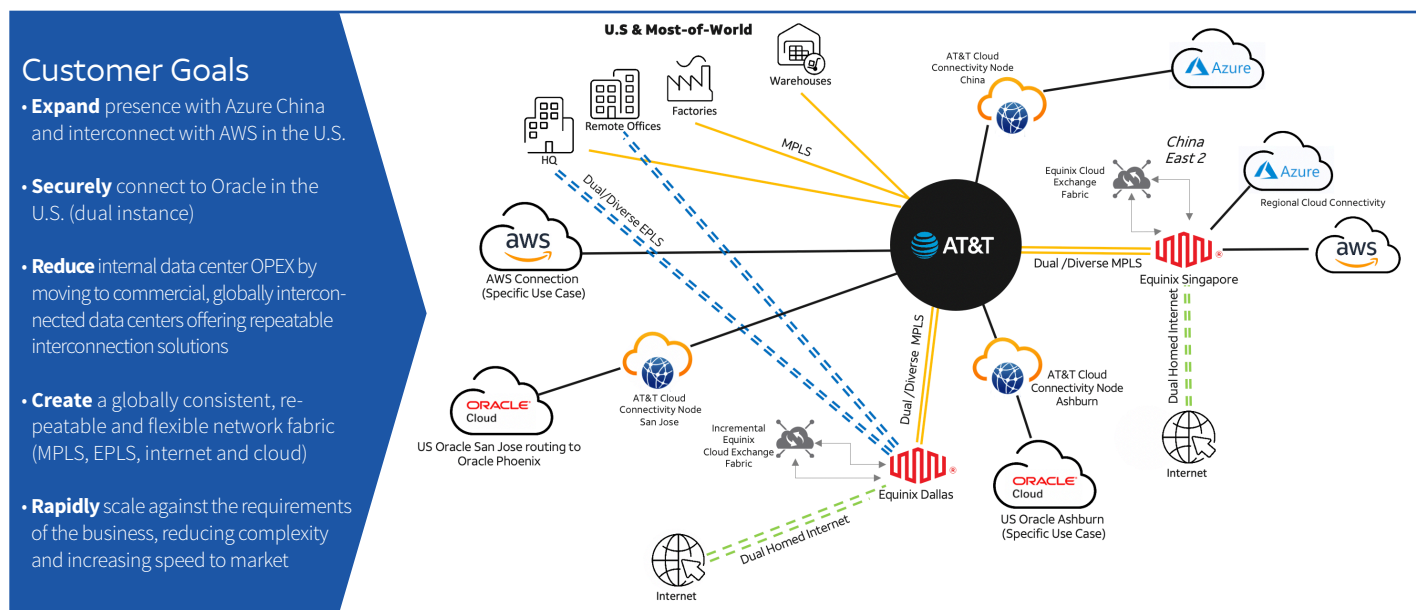 Customer Goals
• Expand presence with Azure China
and interconnect with AWS in the U.S.
• Securely connect to Oracle in the
U.S. (dual instance)
• Reduce internal data center OPEX by
moving to commercial, globally intercon-
nected data centers offering repeatable
interconnection solutions
• Create a globally consistent, re-
peatable and flexible network fabric
(MPLS, EPLS, internet and cloud)
• Rapidly scale against the requirements
of the business, reducing complexity
and increasing speed to market
U.S & Most-of-World
HQ
Remote Offices
Factories
Warehouses
MPLS
Dual/Diverse EPLS
AT&T Cloud
Connectivity Node
China
Azure
China
East 2
Equinix Cloud
Exchange
Fabric
Azure
Regional Cloud Connectivity
aws
AWS Connection
(Specific Use Case)
AT&T
Dual /Diverse MPLS
®
Equinix Singapore
aws
Dual Homed Internet
Internet
ORACLE®
Cloud
US Oracle San Jose routing to
Oracle Phoenix
AT&T Cloud
Connectivity Node
San Jose
Dual /Diverse MPLS
AT&T Cloud
Connectivity Node
Ashburn
Incremental
Equinix
Cloud Exchange
Fabric
®
Equinix Dallas
ORACLE®
Cloud
US Oracle Ashburn
(Specific Use Case)
Dual Homed Internet
Internet